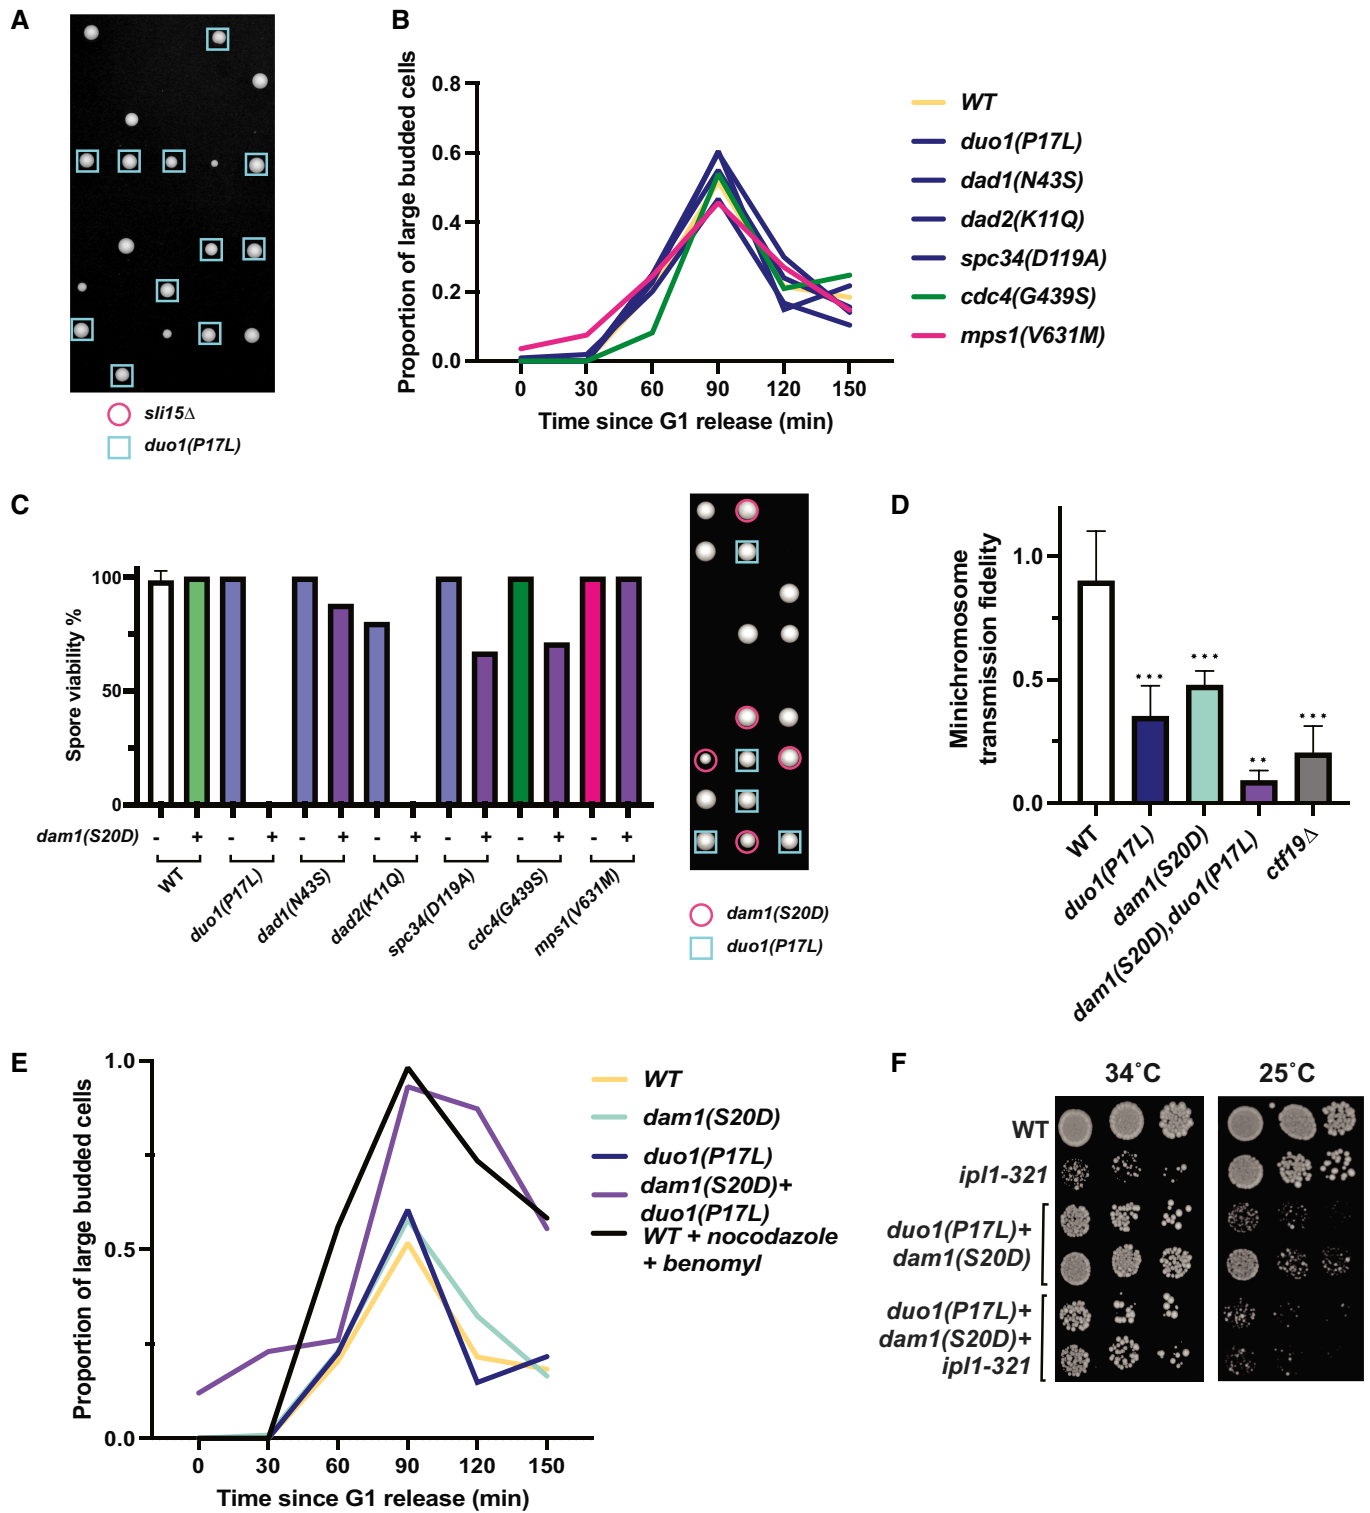 A
sli15Δ
duo1(P17L)
B
Proportion of large budded cells
0.8
0.6
0.4
0.2
0.0
0 30 60 90 120 150
Time since G1 release (min)
WT
duo1(P17L)
dad1(N43S)
dad2(K11Q)
spc34(D119A)
cdc4(G439S)
mps1(V631M)
C
Spore viability %
100
50
0
dam1(S20D) - + - + - + - + - + - + - +
WT
duo1(P17L)
dad1(N43S)
dad2(K11Q)
spc34(D119A)
cdc4(G439S)
mps1(V631M)
dam1(S20D)
duo1(P17L)
D
Minichromosome
transmission fidelity
1.0
0.5
0.0
***
***
**
***
WT
duo1(P17L)
dam1(S20D)
dam1(S20D),duo1(P17L)
ctf19Δ
E
Proportion of large budded cells
1.0
0.5
0.0
0 30 60 90 120 150
Time since G1 release (min)
WT
dam1(S20D)
duo1(P17L)
dam1(S20D)+
duo1(P17L)
WT + nocodazole
+ benomyl
F
34˚C 25˚C
WT
ipl1-321
duo1(P17L)+
dam1(S20D)
duo1(P17L)+
dam1(S20D)+
ipl1-321